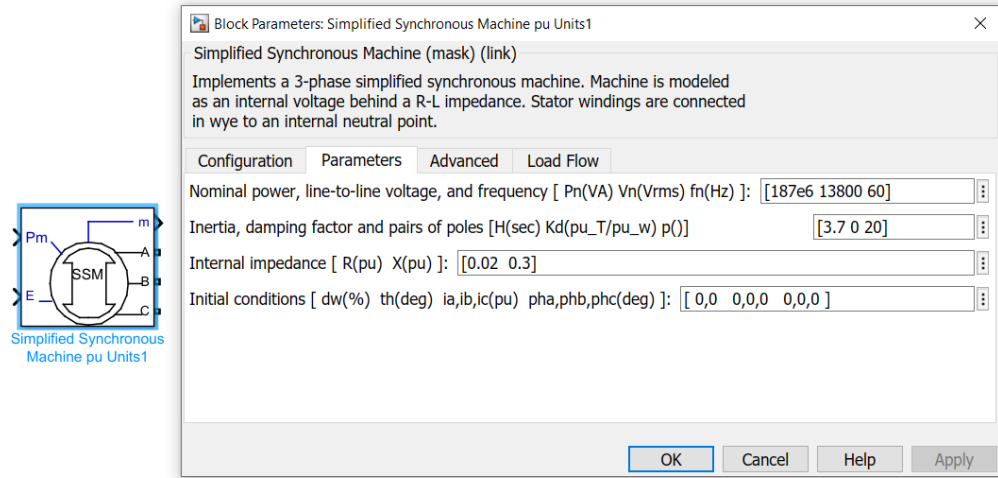 Block Parameters: Simplified Synchronous Machine pu Units1
Simplified Synchronous Machine (mask) (link)
Implements a 3-phase simplified synchronous machine. Machine is modeled
as an internal voltage behind a R-L impedance. Stator windings are connected
in wye to an internal neutral point.
Configuration Parameters Advanced Load Flow
Nominal power, line-to-line voltage, and frequency [ Pn(VA) Vn(Vrms) fn(Hz) ]: [187e6 13800 60]
Inertia, damping factor and pairs of poles [H(sec) Kd(pu_T/pu_w) p()] [3.7 0 20]
Internal impedance [ R(pu) X(pu) ]: [0.02 0.3]
Initial conditions [ dw(%) th(deg) ia,ib,ic(pu) pha,phb,phc(deg) ]: [ 0,0 0,0,0 0,0,0 ]
OK Cancel Help Apply
m
Pm
A
SSM
B
E
C
Simplified Synchronous
Machine pu Units1